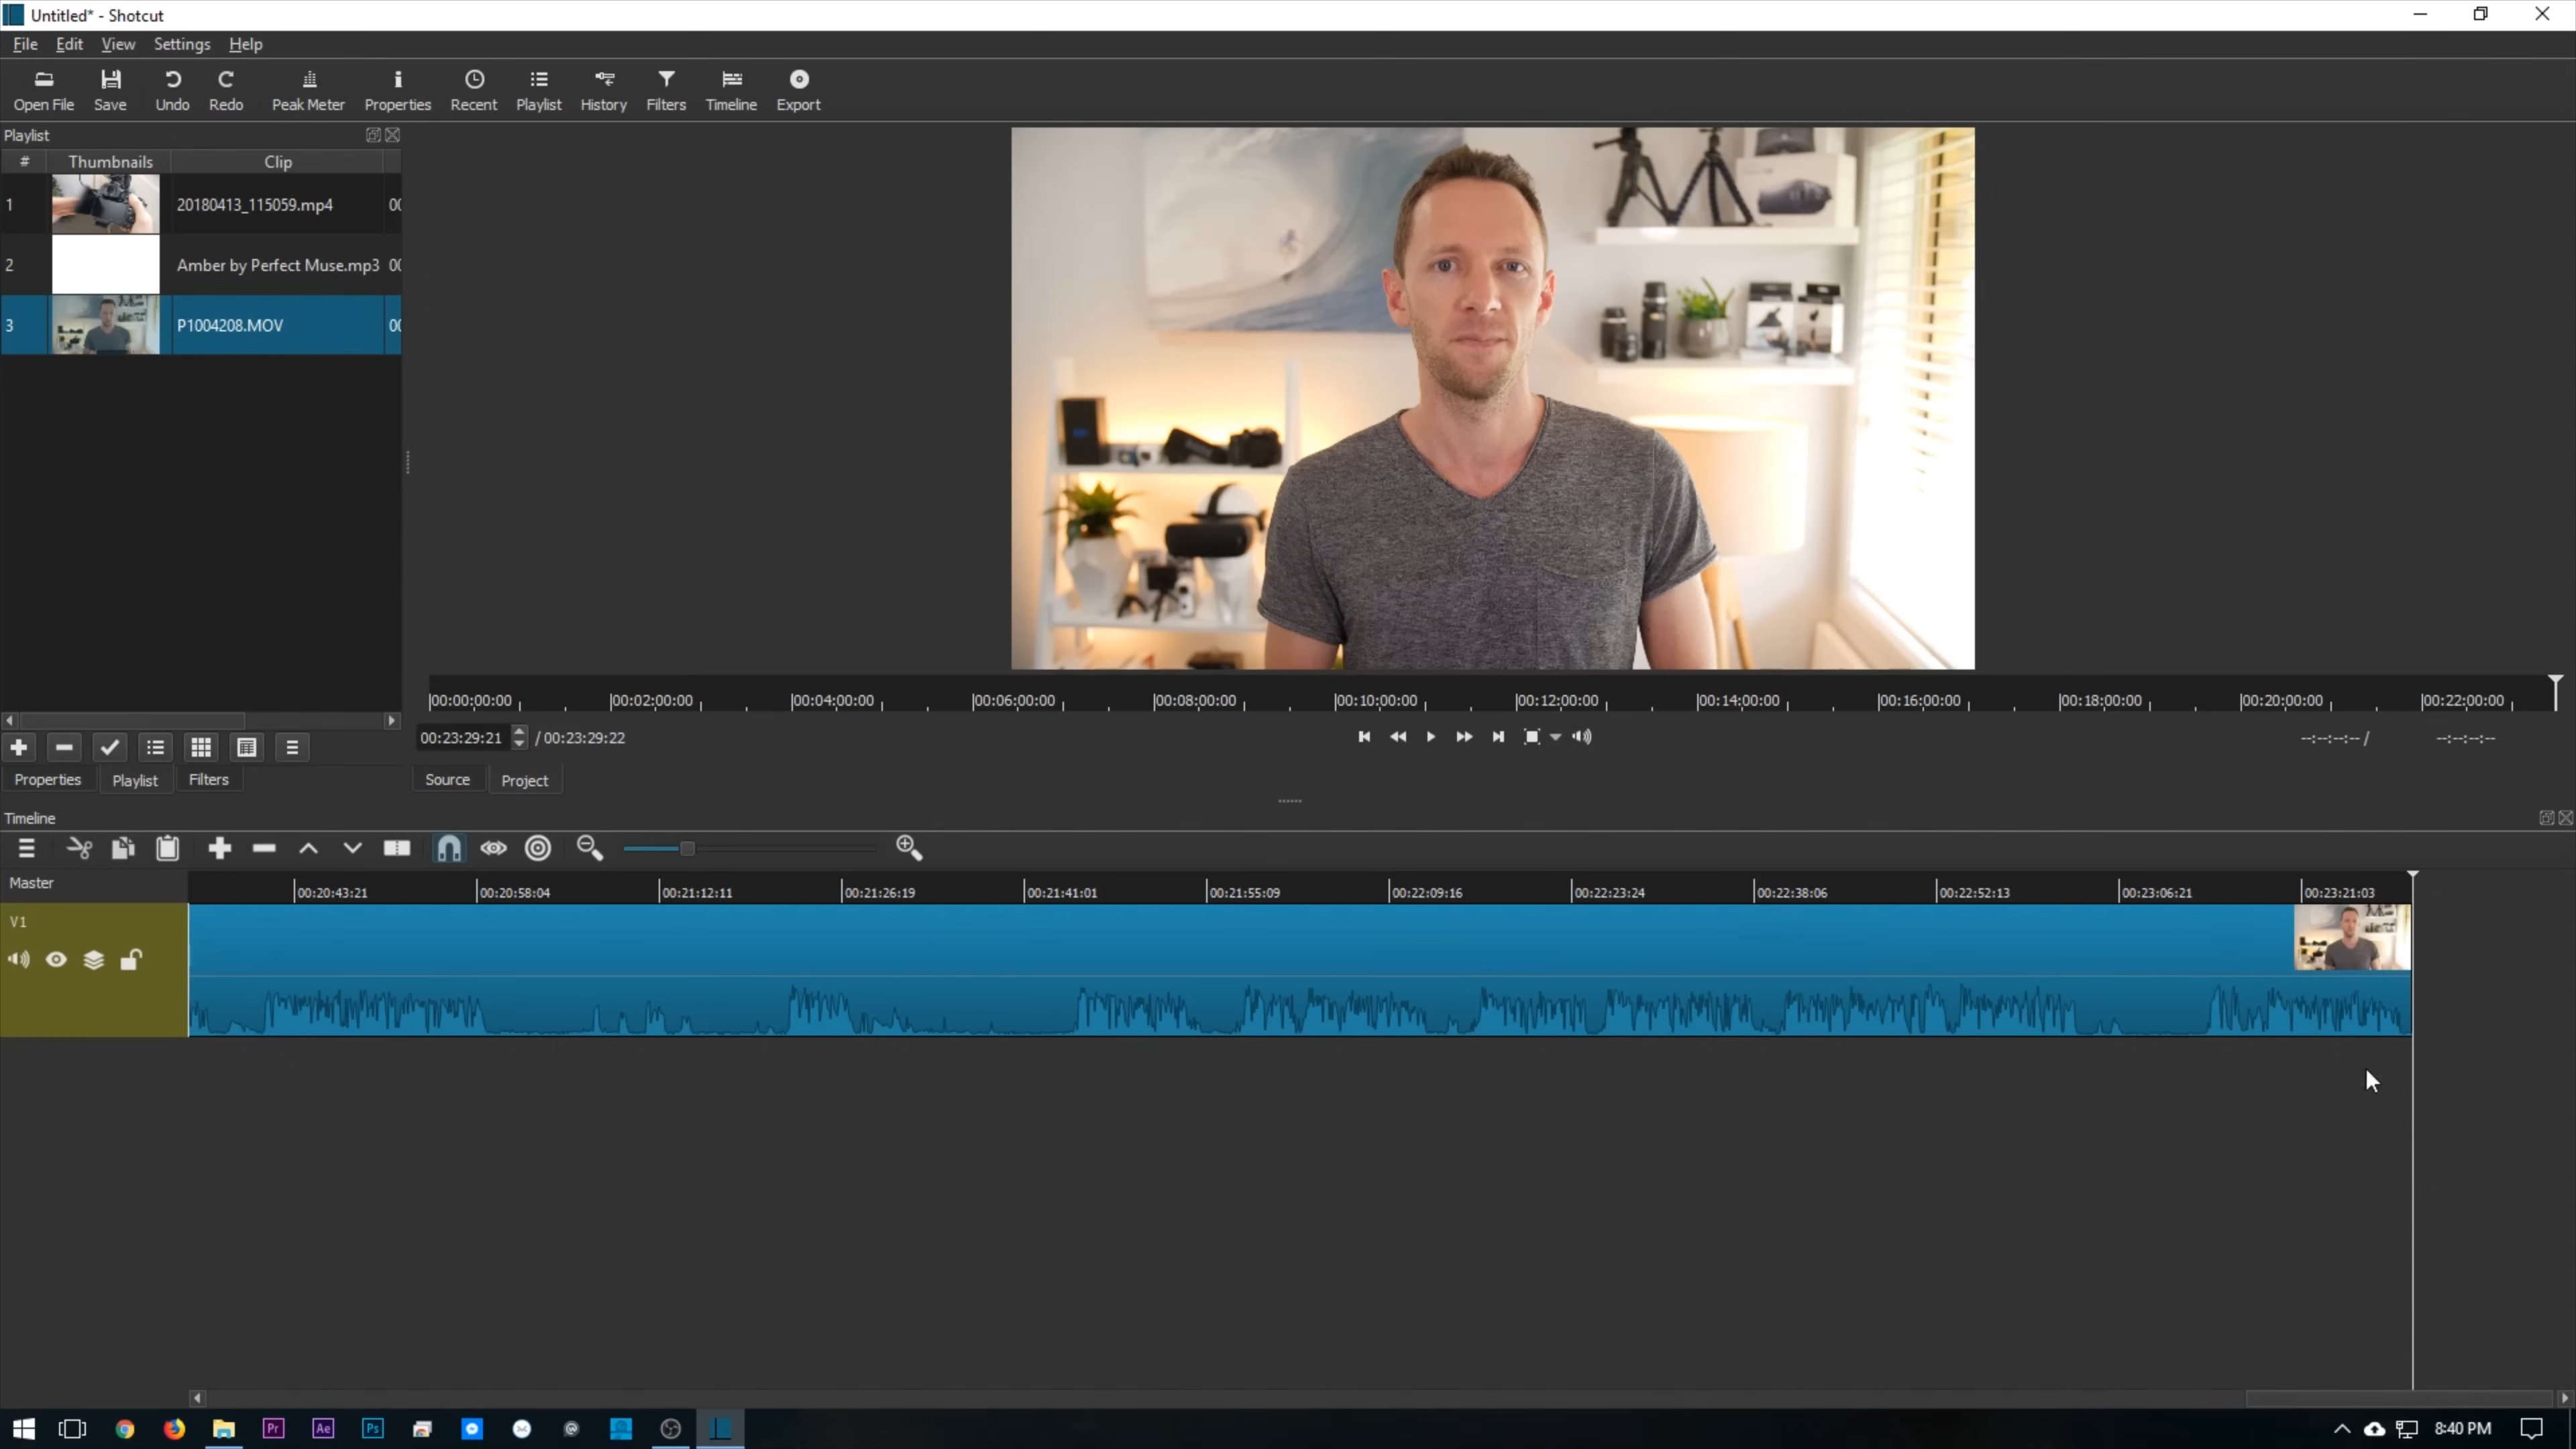 Untitled* - Shotcut
File Edit View Settings Help
Open File Save Undo Redo Peak Meter Properties Recent Playlist History Filters Timeline Export
Playlist
# Thumbnails Clip
1 20180413_115059.mp4 00
2 Amber by Perfect Muse.mp3 00
3 P1004208.MOV 00
00:00:00:00 00:02:00:00 00:04:00:00 00:06:00:00 00:08:00:00 00:10:00:00 00:12:00:00 00:14:00:00 00:16:00:00 00:18:00:00 00:20:00:00 00:22:00:00
00:23:29:21 / 00:23:29:22 --:--:--:-- / --:--:--:--
Properties Playlist Filters Source Project
Timeline
Master 00:20:43:21 00:20:58:04 00:21:12:11 00:21:26:19 00:21:41:01 00:21:55:09 00:22:09:16 00:22:23:24 00:22:38:06 00:22:52:13 00:23:06:21 00:23:21:03
V1
Pr Ae Ps 8:40 PM